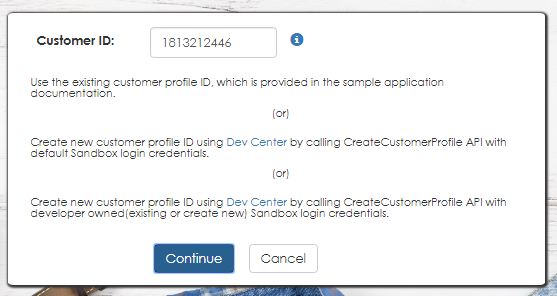 Customer ID: 1813212446
Use the existing customer profile ID, which is provided in the sample application
documentation.
(or)
Create new customer profile ID using Dev Center by calling CreateCustomerProfile API with
default Sandbox login credentials.
(or)
Create new customer profile ID using Dev Center by calling CreateCustomerProfile API with
developer owned(existing or create new) Sandbox login credentials.
Continue Cancel